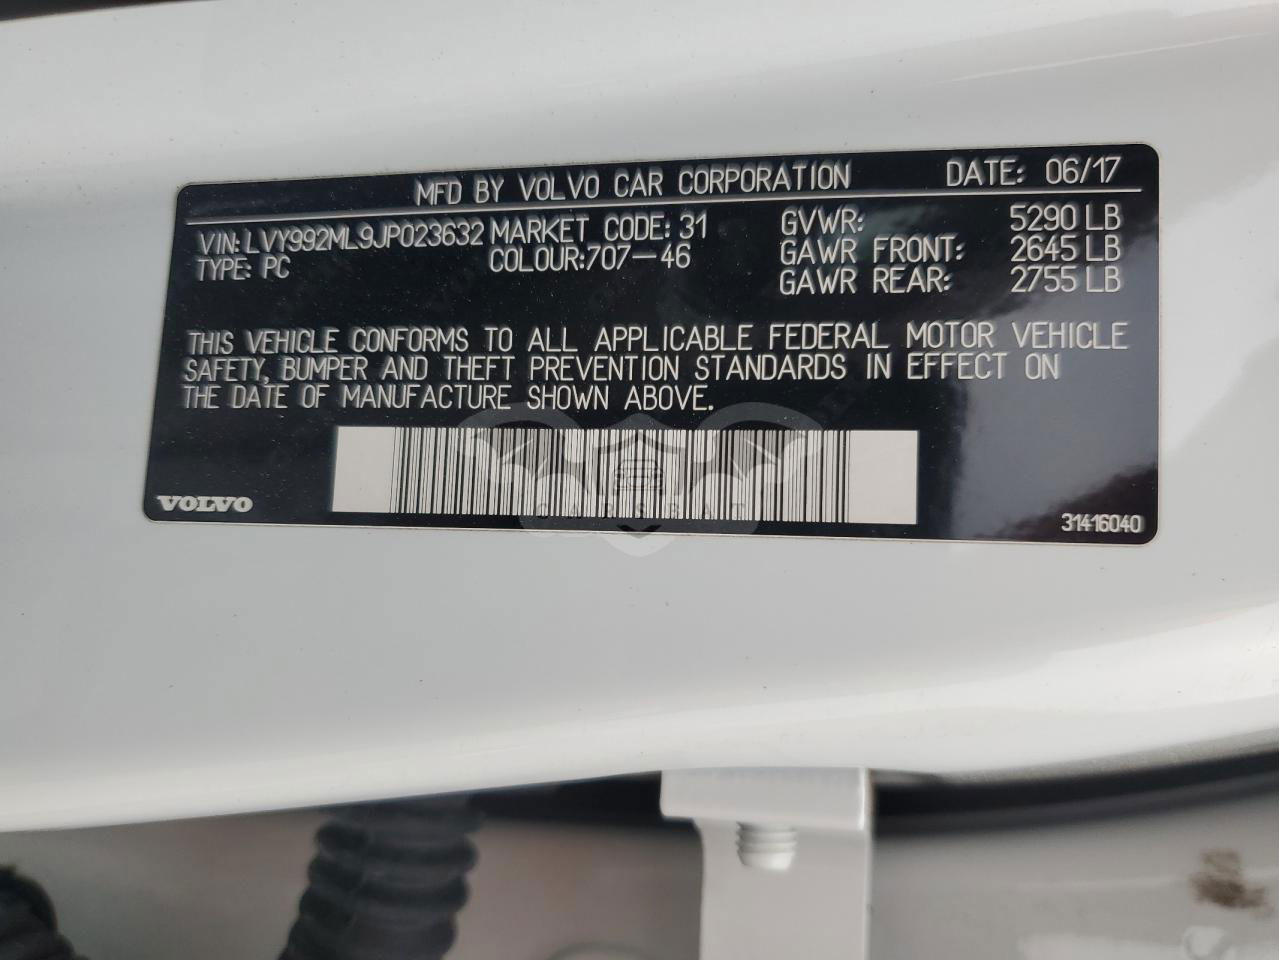 MFD BY VOLVO CAR CORPORATION DATE: 06/17
VIN: LVY992ML9JP023632 MARKET CODE: 31 GVWR: 5290 LB
TYPE: PC COLOUR:707-46 GAWR FRONT: 2645 LB
GAWR REAR: 2755 LB
THIS VEHICLE CONFORMS TO ALL APPLICABLE FEDERAL MOTOR VEHICLE
SAFETY, BUMPER AND THEFT PREVENTION STANDARDS IN EFFECT ON
THE DATE OF MANUFACTURE SHOWN ABOVE.
CARSBAT
VOLVO
31416040